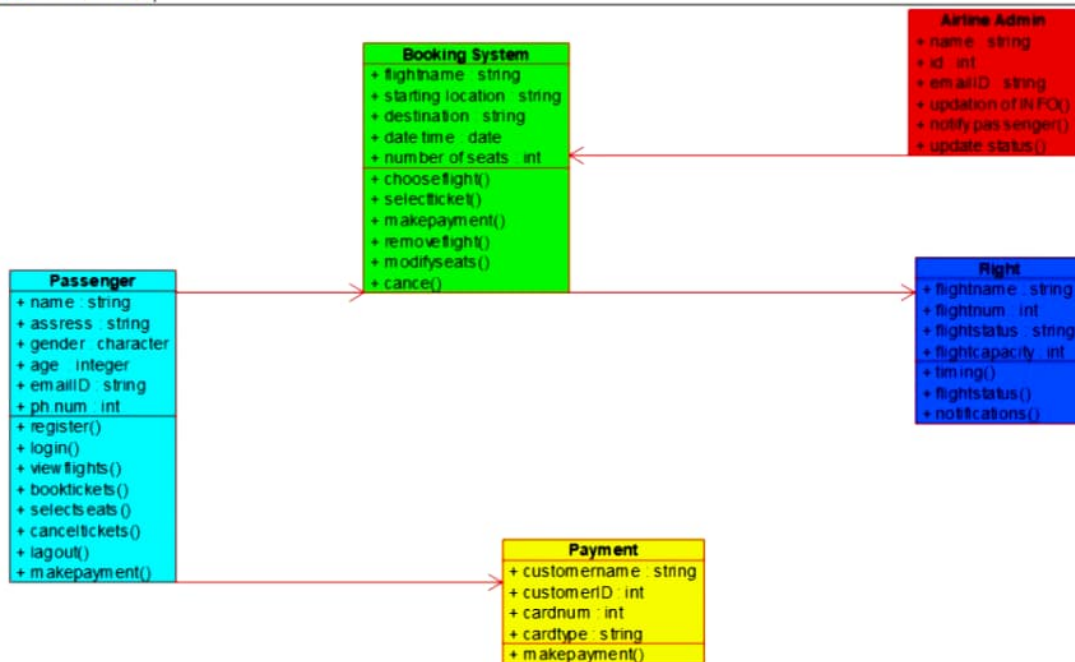 Airline Admin
+ name : string
+ id : int
+ emailID : string
+ updation of INFO()
+ notify passenger()
+ update status()
Booking System
+ flightname : string
+ starting location : string
+ destination : string
+ date time : date
+ number of seats : int
+ chooseflight()
+ selectticket()
+ makepayment()
+ removeflight()
+ modifyseats()
+ cance()
Passenger
+ name : string
+ assress : string
+ gender : character
+ age : integer
+ emailID : string
+ ph.num : int
+ register()
+ login()
+ viewflights()
+ booktickets()
+ selectseats()
+ canceltickets()
+ lagout()
+ makepayment()
Flight
+ flightname : string
+ flightnum : int
+ flightstatus : string
+ flightcapacity : int
+ timing()
+ flightstatus()
+ notifications()
Payment
+ customername : string
+ customerID : int
+ cardnum : int
+ cardtype : string
+ makepayment()